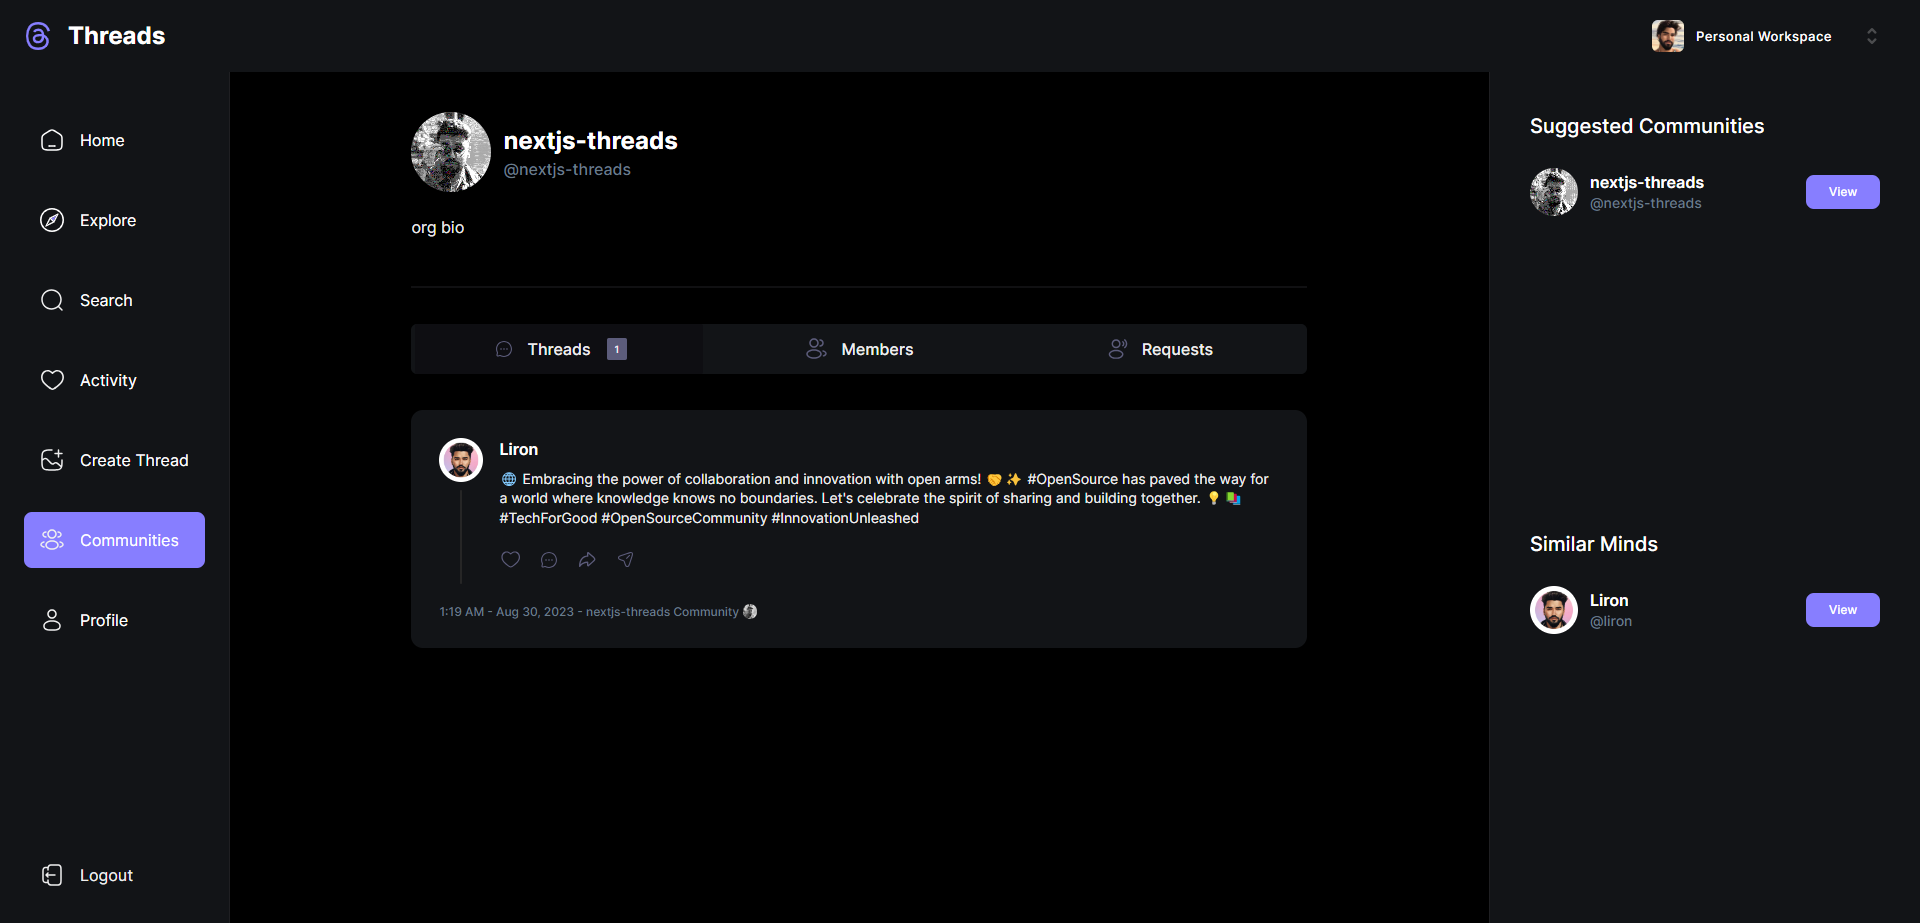 Threads
Personal Workspace
Home
Explore
Search
Activity
Create Thread
Communities
Profile
Logout
nextjs-threads
@nextjs-threads
org bio
Threads 1
Members
Requests
Liron
🌐 Embracing the power of collaboration and innovation with open arms! 🤝 ✨ #OpenSource has paved the way for
a world where knowledge knows no boundaries. Let's celebrate the spirit of sharing and building together. 💡 📚
#TechForGood #OpenSourceCommunity #InnovationUnleashed
1:19 AM - Aug 30, 2023 - nextjs-threads Community
Suggested Communities
nextjs-threads
@nextjs-threads
View
Similar Minds
Liron
@liron
View